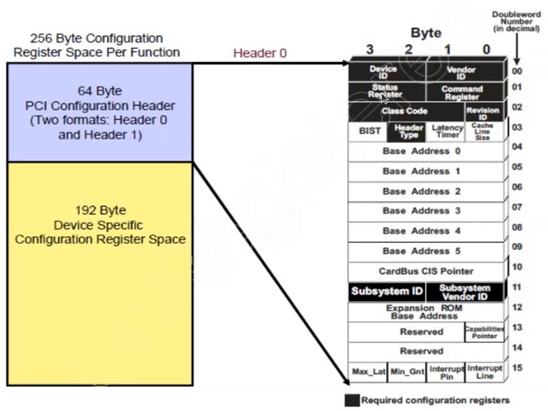 256 Byte Configuration
Register Space Per Function
64 Byte
PCI Configuration Header
(Two formats: Header 0
and Header 1)
192 Byte
Device Specific
Configuration Register Space
Header 0
Doubleword
Number
(in decimal)
Byte
3 2 1 0
Device
ID
Vendor
ID
00
Status
Register
Command
Register
01
Class Code
Revision
ID
02
BIST
Header
Type
Latency
Timer
Cache
Line
Size
03
Base Address 0
04
Base Address 1
05
Base Address 2
06
Base Address 3
07
Base Address 4
08
Base Address 5
09
CardBus CIS Pointer
10
Subsystem ID
Subsystem
Vendor ID
11
Expansion ROM
Base Address
12
Reserved
Capabilities
Pointer
13
Reserved
14
Max_Lat
Min_Gnt
Interrupt
Pin
Interrupt
Line
15
Required configuration registers